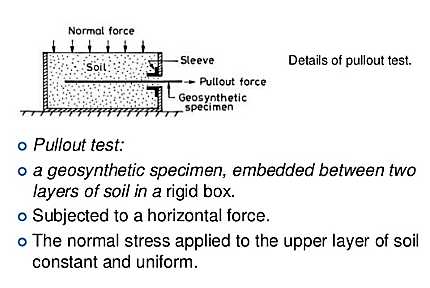 Normal force
Soil
Sleeve
Pullout force
Geosynthetic
specimen
Details of pullout test.
Pullout test:
a geosynthetic specimen, embedded between two
layers of soil in a rigid box.
Subjected to a horizontal force.
The normal stress applied to the upper layer of soil
constant and uniform.